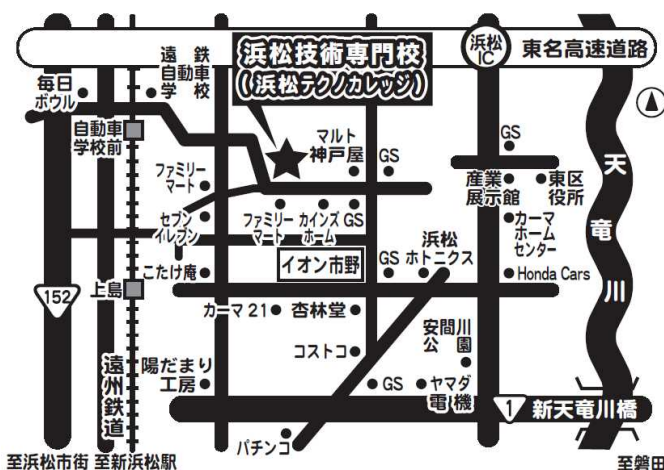 浜松
IC
東名高速道路
浜松技術専門校
(浜松テクノカレッジ)
遠鉄
自動車
学校
毎日
ボウル
自動車
学校前
マルト
神戸屋
GS
GS
産業
展示館
東区
役所
天竜川
ファミリー
マート
セブン
イレブン
ファミリー
マート
カインズ
ホーム
GS
カーマ
ホーム
センター
浜松
ホトニクス
イオン市野
GS
こたけ庵
Honda Cars
上島
152
カーマ21
杏林堂
安間川
公園
コストコ
陽だまり
工房
遠州鉄道
GS
ヤマダ
電機
1
新天竜川橋
パチンコ
至浜松市街
至新浜松駅
至磐田